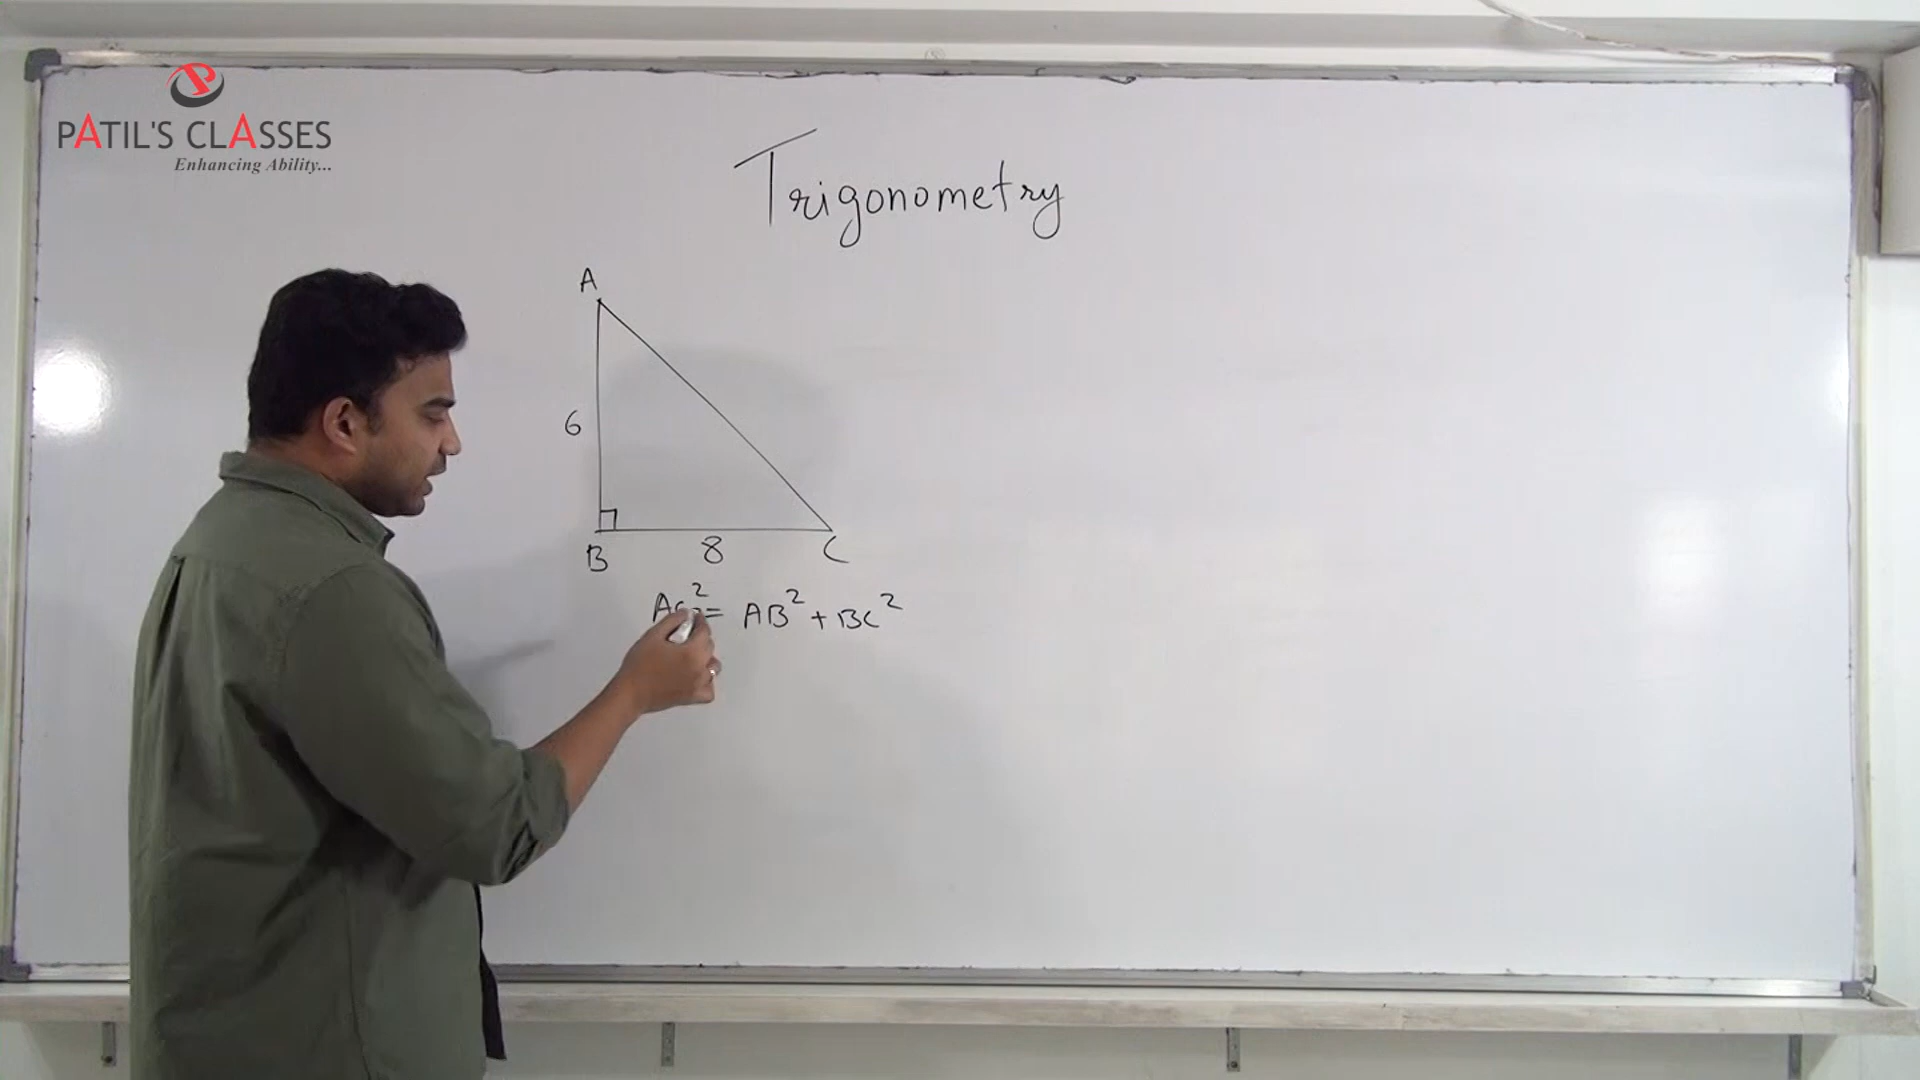 PATIL'S CLASSES
Enhancing Ability...
Trigonometry
A
6
B 8 C
AC² = AB² + BC²